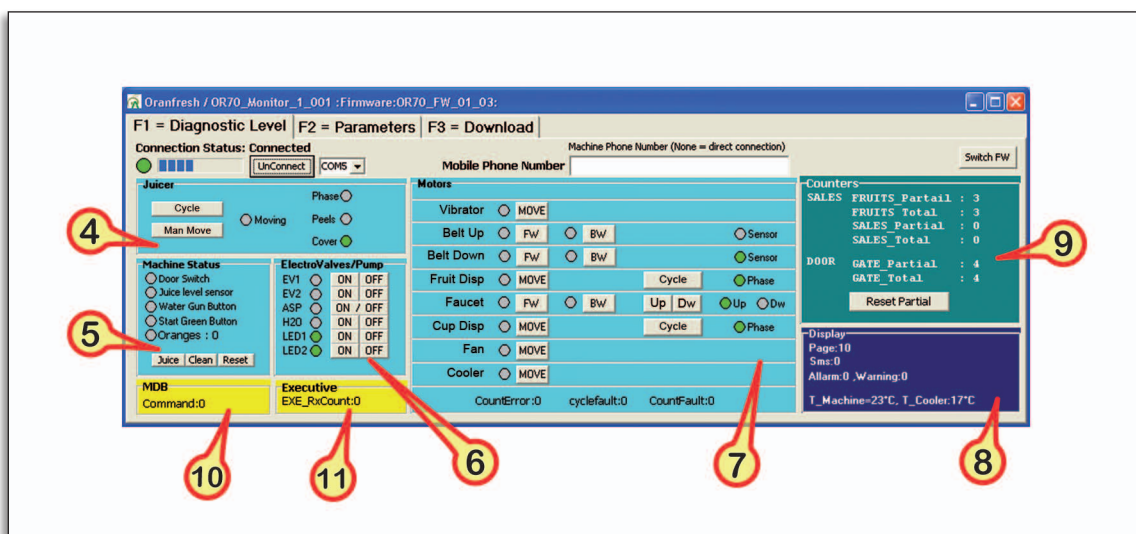 Oranfresh / OR70_Monitor_1_001 :Firmware:OR70_FW_01_03:
F1 = Diagnostic Level F2 = Parameters F3 = Download
Connection Status: Connected
UnConnect COM5
Machine Phone Number (None = direct connection)
Mobile Phone Number
Switch FW
Juicer
Cycle
Man Move
Moving
Phase
Peels
Cover
4
Machine Status
Door Switch
Juice level sensor
Water Gun Button
Start Green Button
Oranges : 0
Juice Clean Reset
5
ElectroValves/Pump
EV1 ON OFF
EV2 ON OFF
ASP ON / OFF
H2O ON OFF
LED1 ON OFF
LED2 ON OFF
6
Motors
Vibrator MOVE
Belt Up FW BW Sensor
Belt Down FW BW Sensor
Fruit Disp MOVE Cycle Phase
Faucet FW BW Up Dw Up Dw
Cup Disp MOVE Cycle Phase
Fan MOVE
Cooler MOVE
CountError:0 cyclefault:0 CountFault:0
7
Counters
SALES FRUITS_Partail : 3
FRUITS Total : 3
SALES_Partial : 0
SALES_Total : 0
DOOR GATE_Partial : 4
GATE_Total : 4
Reset Partial
9
Display
Page:10
Sms:0
Allarm:0 ,Warning:0
T_Machine=23°C, T_Cooler:17°C
8
MDB
Command:0
10
Executive
EXE_RxCount:0
11